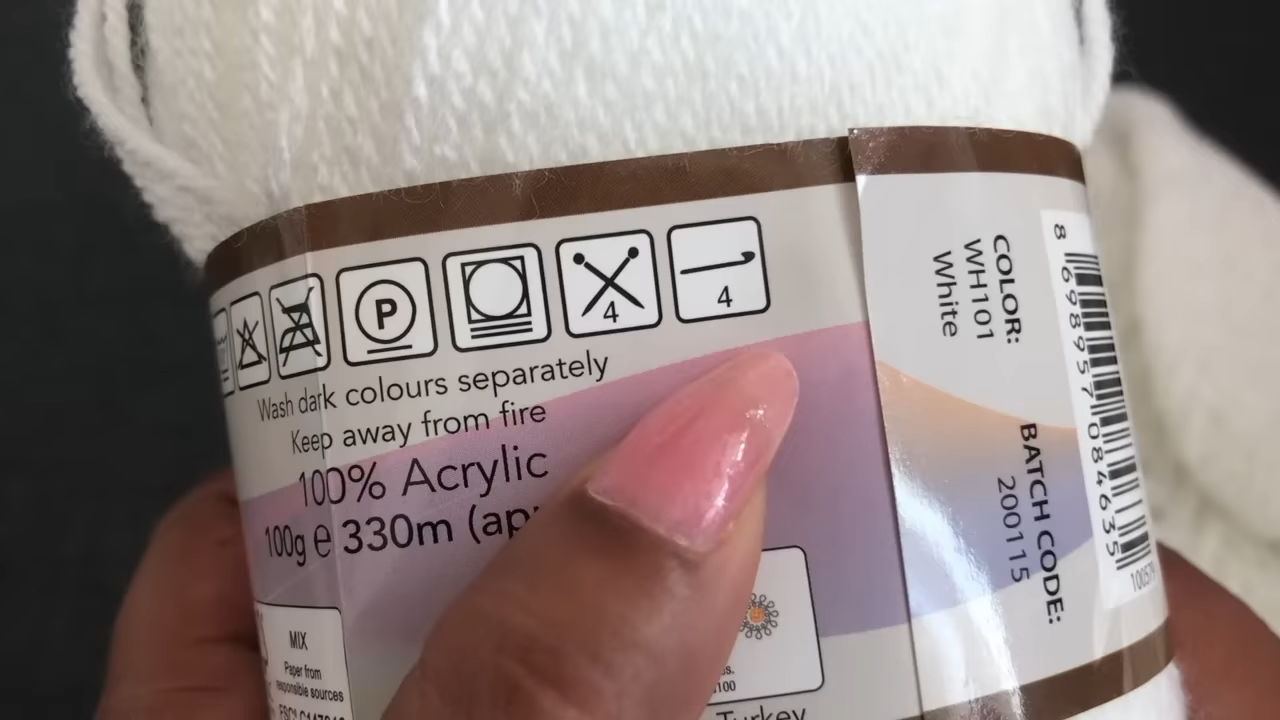 P
4
4
Wash dark colours separately
Keep away from fire
100% Acrylic
100g e 330m
MIX
Paper from
responsible sources
Turkey
COLOR:
WH101
White
BATCH CODE:
200115
8 698957 084635